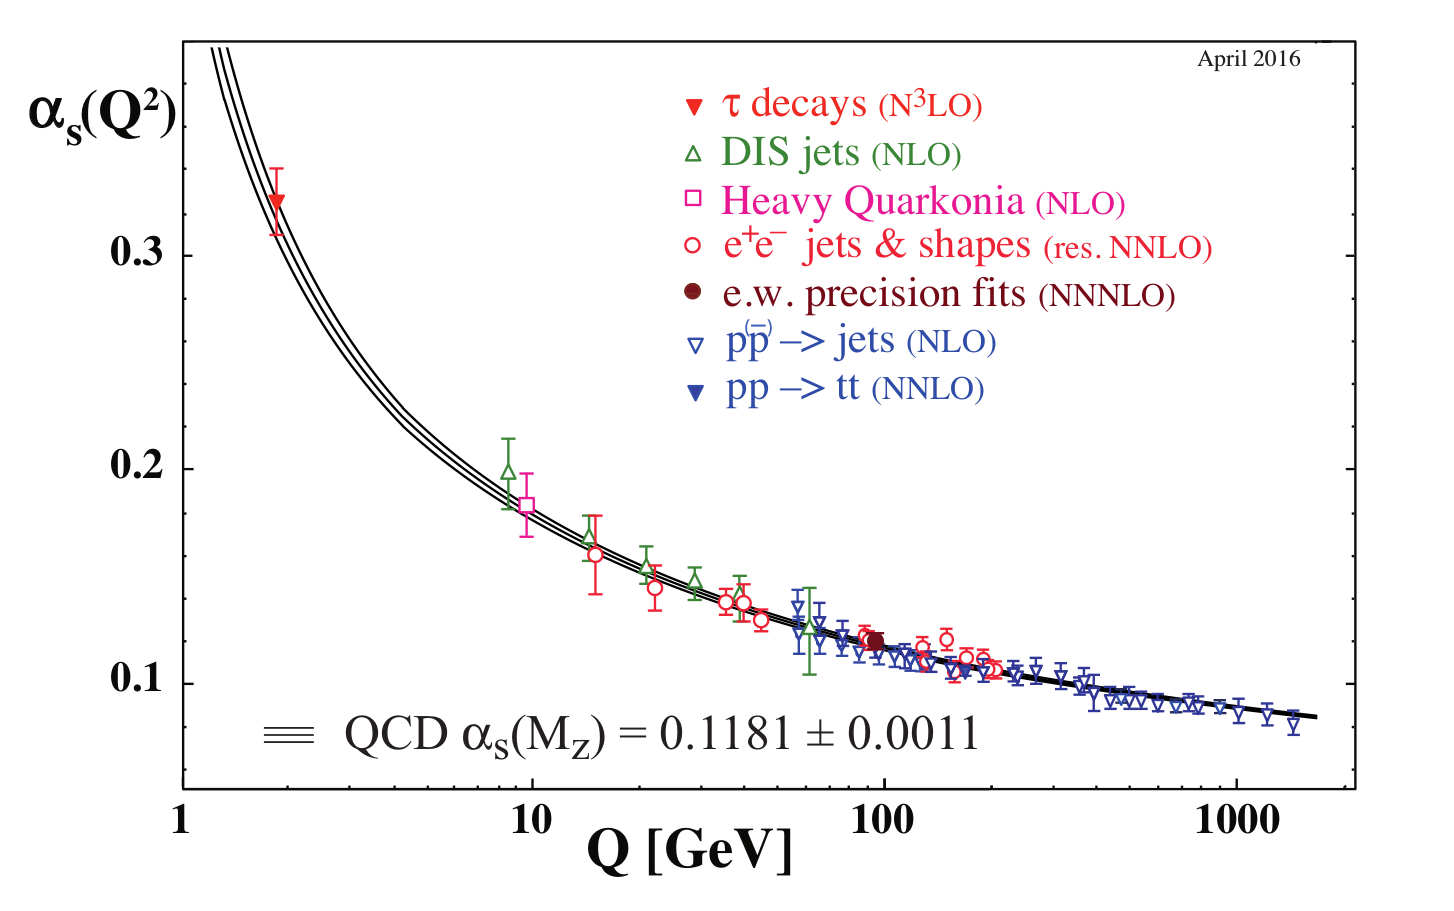 April 2016
αs(Q²)
τ decays (N³LO)
DIS jets (NLO)
Heavy Quarkonia (NLO)
e⁺e⁻ jets & shapes (res. NNLO)
e.w. precision fits (NNNLO)
pp(–) –> jets (NLO)
pp –> tt (NNLO)
0.3
0.2
0.1
QCD αs(Mz) = 0.1181 ± 0.0011
1 10 100 1000
Q [GeV]